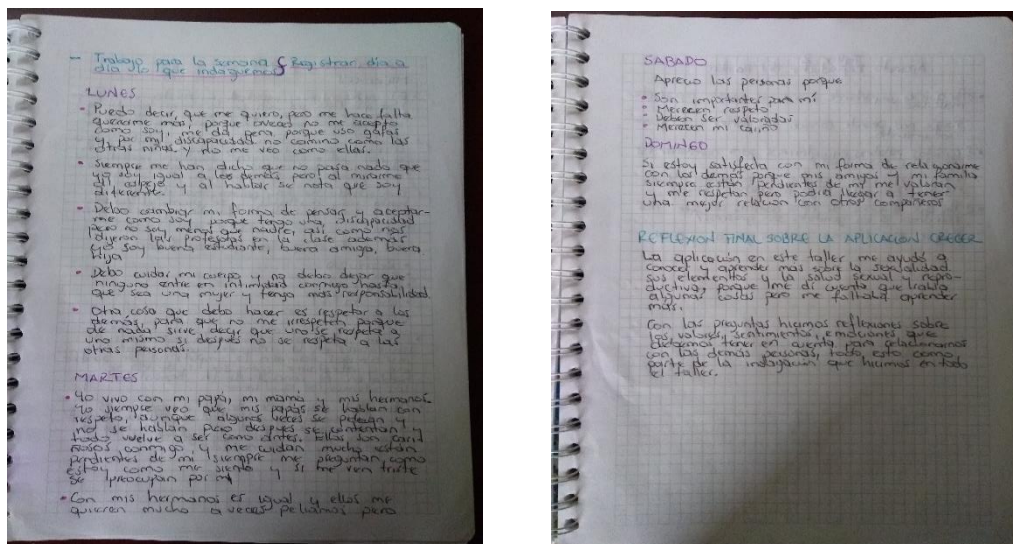 - Trabajo para la semana { Registrar día a
día lo que indaguemos}
LUNES
- Puedo decir, que me quiero, pero me hace falta
quererme más, porque a veces no me acepto
como soy, me da pena, porque uso gafas
y por mi discapacidad no camino como las
otras niñas y no me veo como ellas.
- Siempre me han dicho que no pasa nada que
yo soy igual a los demás pero al mirarme
al espejo y al hablar se nota que soy
diferente.
- Debo cambiar mi forma de pensar y aceptar-
me como soy porque tengo una discapacidad
pero no soy menos que nadie, así como nos
dijeron las profesoras en la clase además
yo soy buena estudiante, buena amiga, buena
hija
- Debo cuidar mi cuerpo y no debo dejar que
ninguno entre en intimidad conmigo hasta
que sea una mujer y tenga más responsabilidad.
- Otra cosa que debo hacer es respetar a los
demás, para que no me irrespeten porque
de nada sirve, decir que uno se respeta a
uno mismo si después no se respeta a las
otras personas.
MARTES
- Yo vivo con mi papá, mi mamá y mis hermanos.
Yo siempre veo que mis papás se hablan con
respeto, aunque algunas veces se pelean y
no se hablan pero después se contentan y
todo vuelve a ser como antes. Ellos son cari
ñosos conmigo, y me cuidan mucho están
pendientes de mi siempre me preguntan como
estoy como me siento y si me ven triste
se preocupan por mi
- Con mis hermanos es igual, y ellos me
quieren mucho a veces peliamos pero
SABADO
Aprecio las personas porque
- Son importantes para mí
- Merecen respeto
- Deben ser valoradas
- Merecen mi cariño
DOMINGO
Si estoy satisfecta con mi forma de relacionarme
con los demás porque mis amigos y mi familia
siempre están pendientes de mi me valoran
y me respetan pero podría llegar a tener
una mejor relación con otros compañeros
REFLEXION FINAL SOBRE LA APLICACIÓN CRECER
La aplicación en este taller me ayudó a
conocer y aprender más sobre la sexualidad
sus elementos y la salud sexual y repro-
ductiva, porque me di cuenta que sabía
algunas cosas pero me faltaba aprender
más.
Con las preguntas hicimos reflexiones sobre
los valores, sentimientos, emociones que
debemos tener en cuenta para relacionarnos
con las demás personas, todo esto como
parte de la indagación que hicimos en todo
el taller.